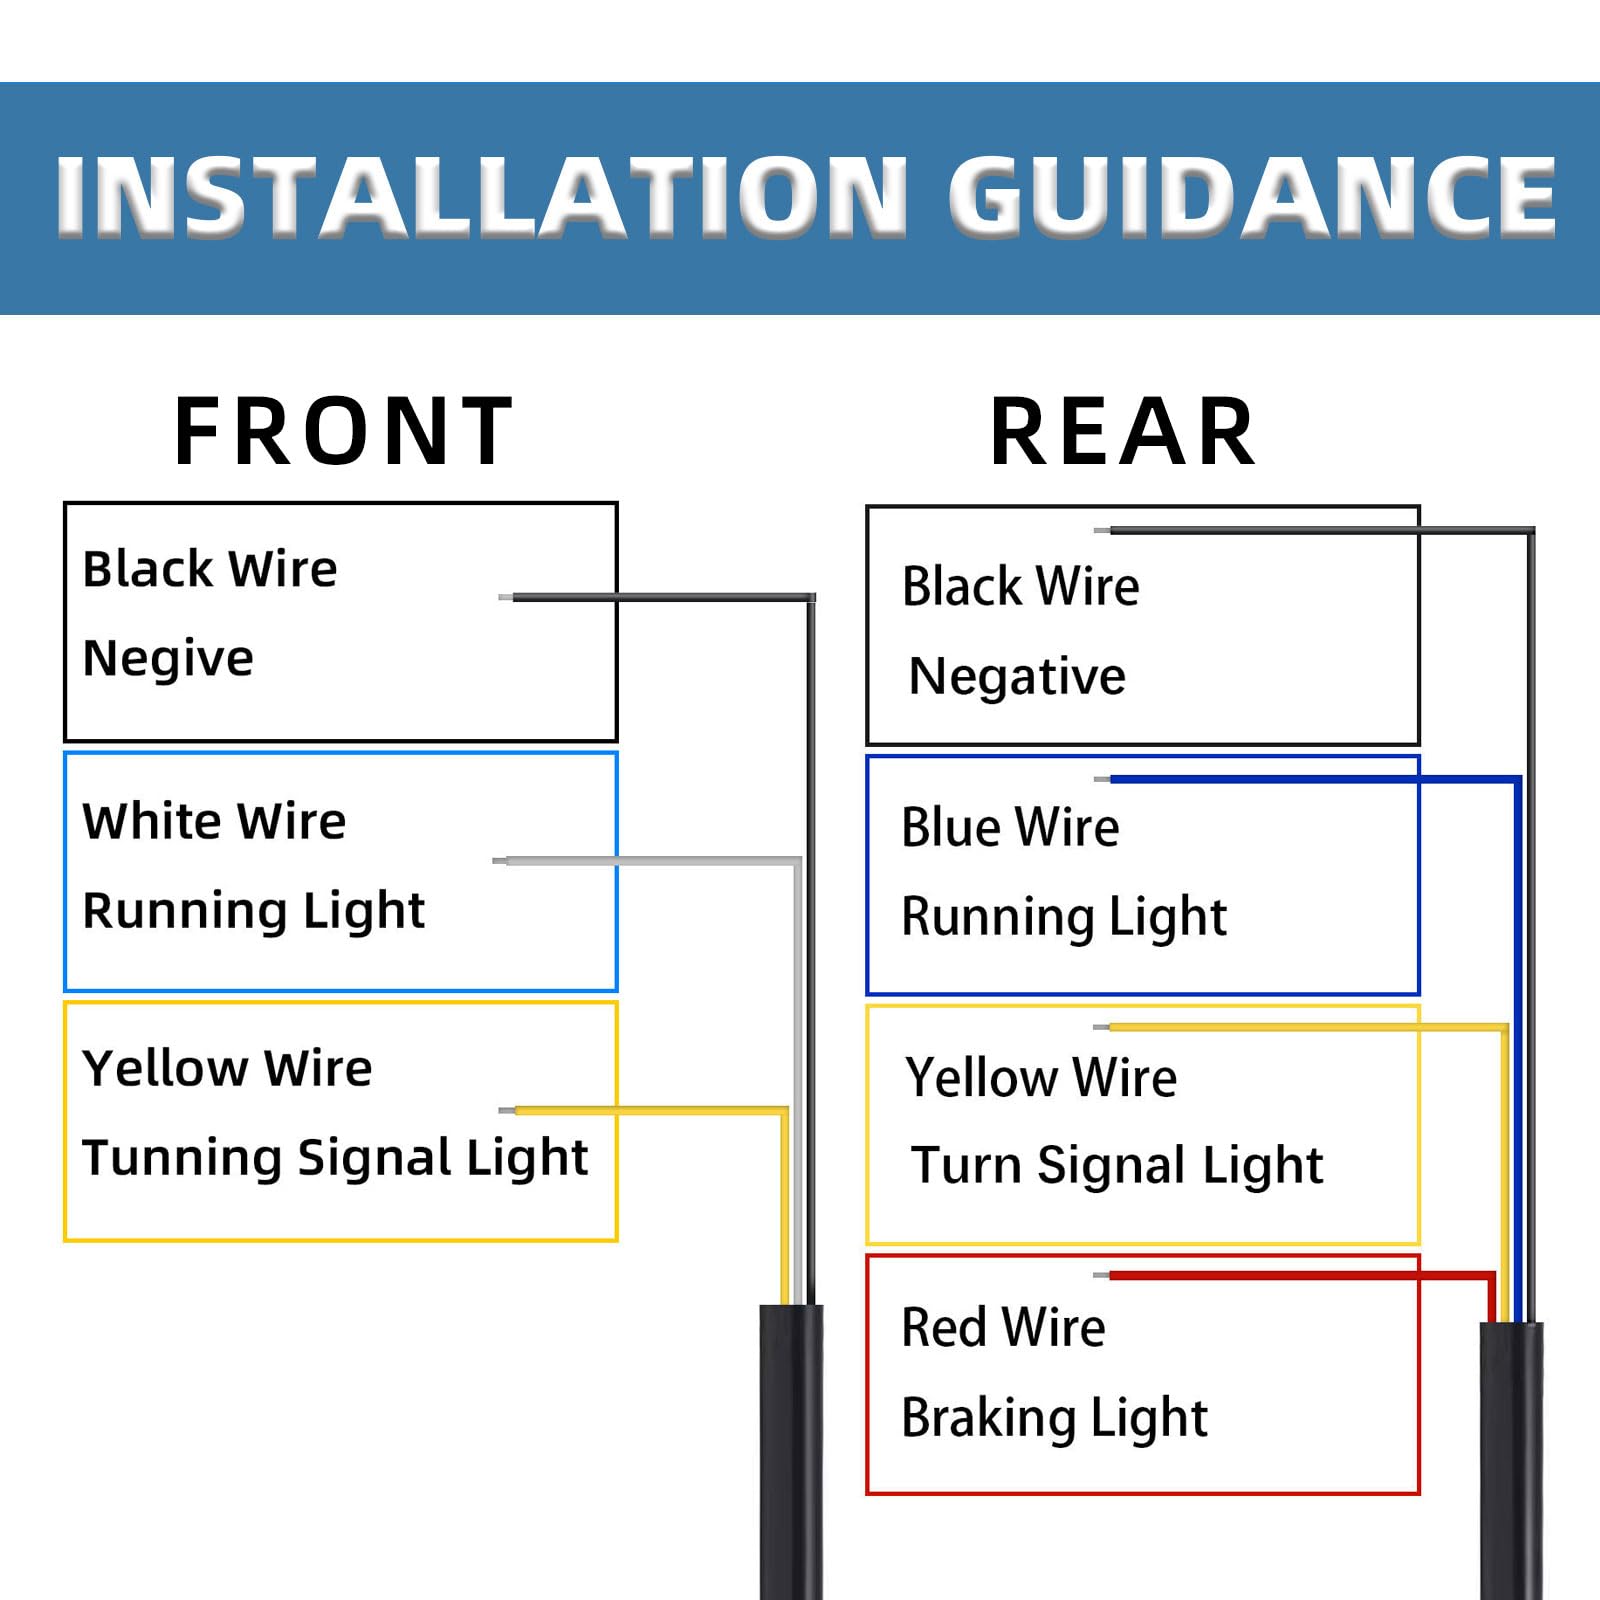 INSTALLATION GUIDANCE
FRONT
Black Wire
Negive
White Wire
Running Light
Yellow Wire
Tunning Signal Light
REAR
Black Wire
Negative
Blue Wire
Running Light
Yellow Wire
Turn Signal Light
Red Wire
Braking Light